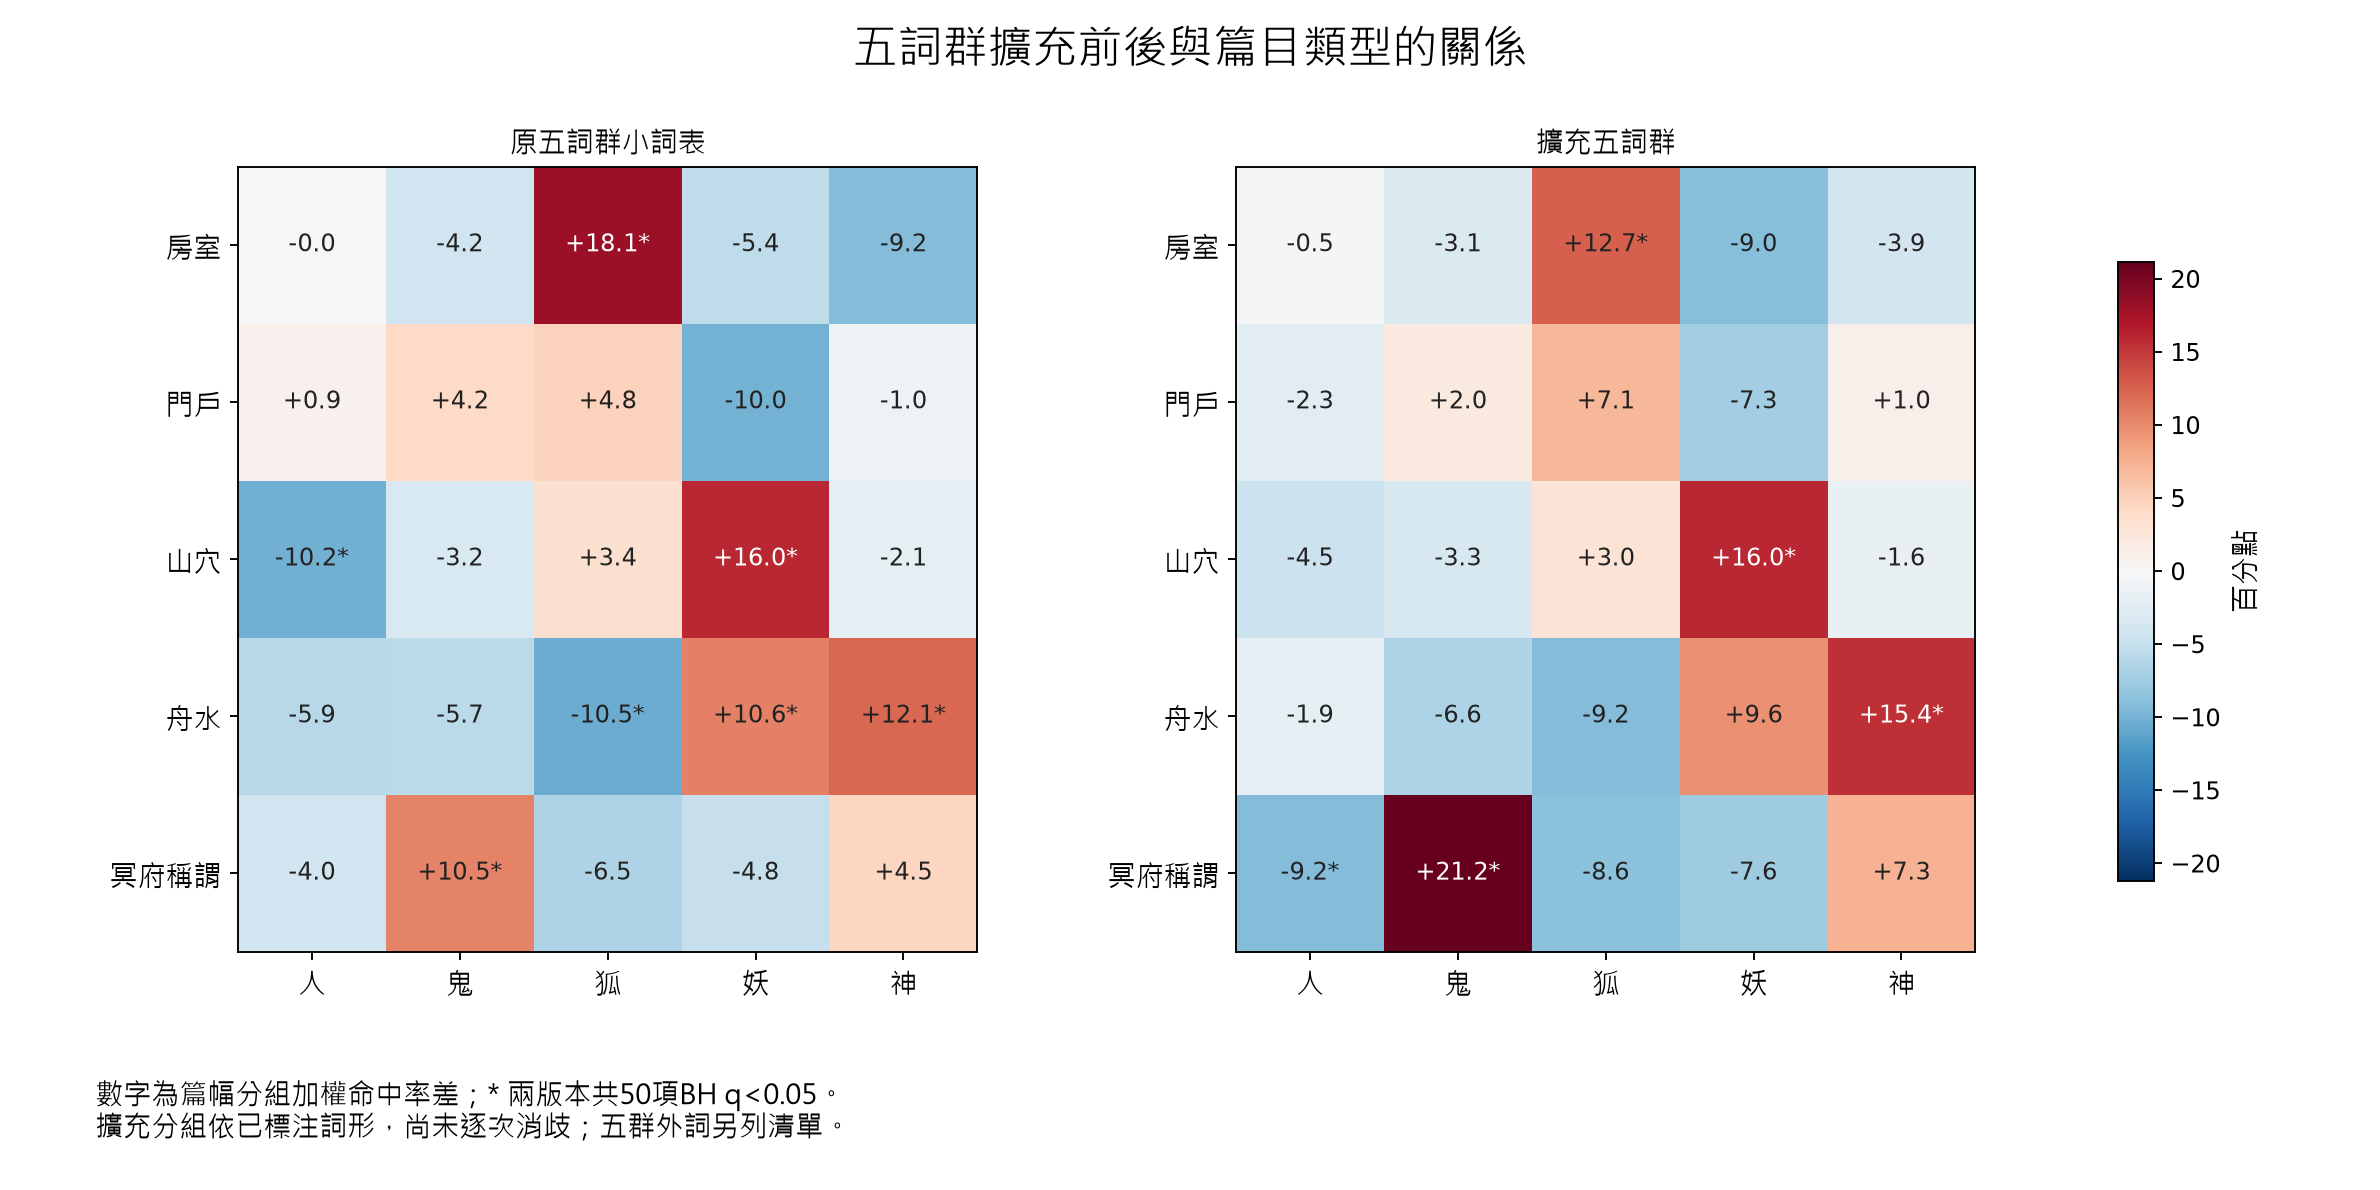 五詞群擴充前後與篇目類型的關係
原五詞群小詞表
房室 -0.0 -4.2 +18.1* -5.4 -9.2
門戶 +0.9 +4.2 +4.8 -10.0 -1.0
山穴 -10.2* -3.2 +3.4 +16.0* -2.1
舟水 -5.9 -5.7 -10.5* +10.6* +12.1*
冥府稱謂 -4.0 +10.5* -6.5 -4.8 +4.5
人 鬼 狐 妖 神
擴充五詞群
房室 -0.5 -3.1 +12.7* -9.0 -3.9
門戶 -2.3 +2.0 +7.1 -7.3 +1.0
山穴 -4.5 -3.3 +3.0 +16.0* -1.6
舟水 -1.9 -6.6 -9.2 +9.6 +15.4*
冥府稱謂 -9.2* +21.2* -8.6 -7.6 +7.3
人 鬼 狐 妖 神
20
15
10
5
0
−5
−10
−15
−20
百分點
數字為篇幅分組加權命中率差；* 兩版本共50項BH q<0.05。
擴充分組依已標注詞形，尚未逐次消歧；五群外詞另列清單。